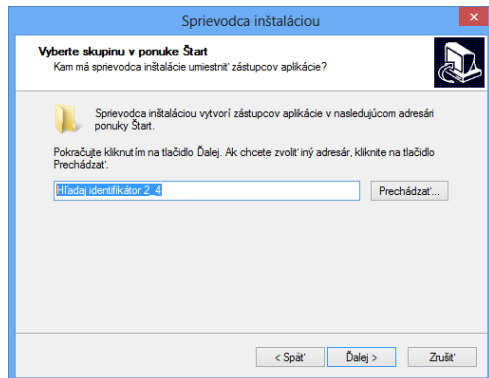 Sprievodca inštaláciou
Vyberte skupinu v ponuke Štart
Kam má sprievodca inštalácie umiestniť zástupcov aplikácie?
Sprievodca inštaláciou vytvorí zástupcov aplikácie v nasledujúcom adresári
ponuky Štart.
Pokračujte kliknutím na tlačidlo Ďalej. Ak chcete zvoliť iný adresár, kliknite na tlačidlo
Prechádzať.
Hľadaj identifikátor 2_4
Prechádzať...
< Späť
Ďalej >
Zrušiť